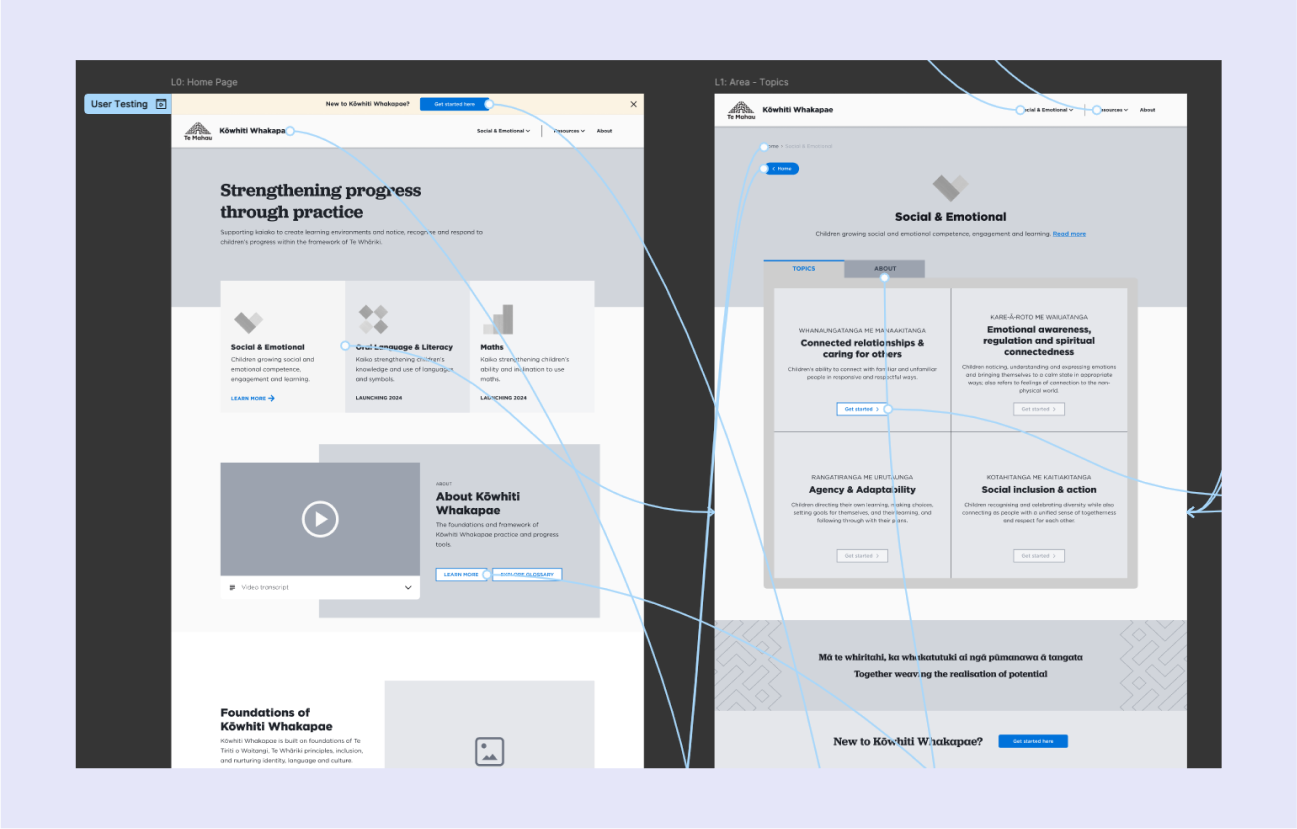 L0: Home Page
User Testing
New to Kōwhiti Whakapae?
Get started here
Te Mahau
Kōwhiti Whakapa
Social & Emotional
Resources
About
Strengthening progress
through practice
Supporting kaiako to create learning environments and notice, recognise and respond to
children's progress within the framework of Te Whāriki.
Social & Emotional
Children growing social and
emotional competence,
engagement and learning.
LEARN MORE
Oral Language & Literacy
Kaiko strengthening children's
knowledge and use of languages
and symbols.
LAUNCHING 2024
Maths
Kaiko strengthening children's
ability and inclination to use
maths.
LAUNCHING 2024
Video transcript
ABOUT
About Kōwhiti
Whakapae
The foundations and framework of
Kōwhiti Whakapae practice and progress
tools.
LEARN MORE
EXPLORE GLOSSARY
Foundations of
Kōwhiti Whakapae
Kōwhiti Whakapae is built on foundations of Te
Tiriti o Waitangi, Te Whāriki principles, inclusion,
and nurturing identity, language and culture.
L1: Area - Topics
Te Mahau
Kōwhiti Whakapae
Social & Emotional
Resources
About
Home > Social & Emotional
< Home
Social & Emotional
Children growing social and emotional competence, engagement and learning. Read more
TOPICS
ABOUT
WHANAUNGATANGA ME MANAAKITANGA
Connected relationships &
caring for others
Children's ability to connect with familiar and unfamiliar
people in responsive and respectful ways.
Get started >
KARE-Ā-ROTO ME WAIUATANGA
Emotional awareness,
regulation and spiritual
connectedness
Children noticing, understanding and expressing emotions
and bringing themselves to a calm state in appropriate
ways; also refers to feelings of connection to the non-
physical world.
Get started >
RANGATIRANGA ME URUTAUNGA
Agency & Adaptability
Children directing their own learning, making choices,
setting goals for themselves, and their learning, and
following through with their plans.
Get started >
KOTAHITANGA ME KAITIAKITANGA
Social inclusion & action
Children recognising and celebrating diversity while also
connecting as people with a unified sense of togetherness
and respect for each other.
Get started >
Mā te whiritahi, ka whakatutuki ai ngā pūmanawa ā tangata
Together weaving the realisation of potential
New to Kōwhiti Whakapae?
Get started here